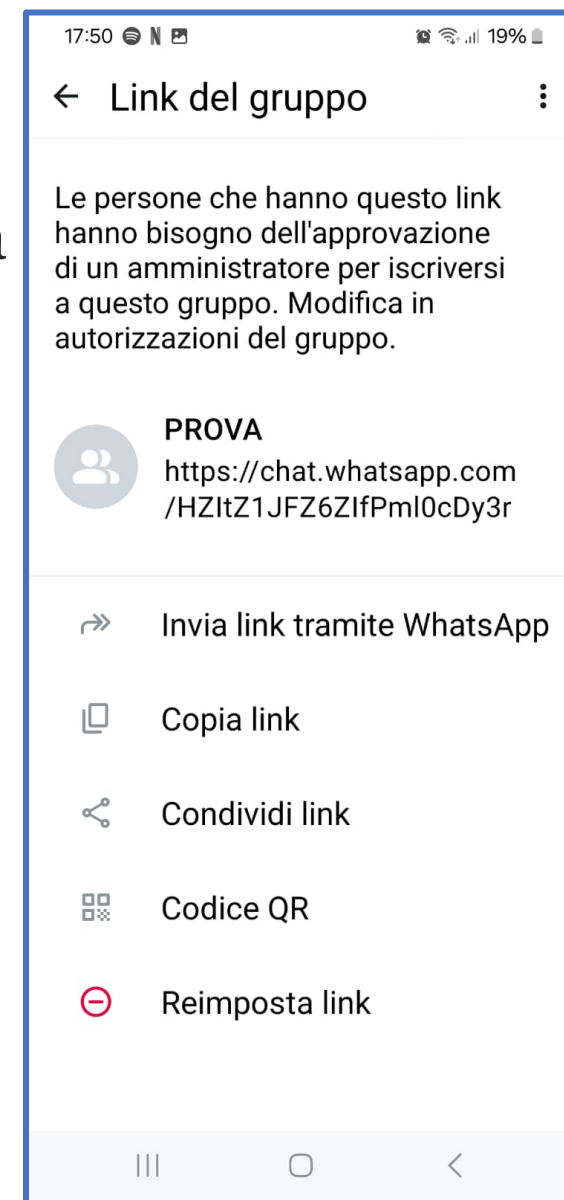 17:50 19%
Link del gruppo
Le persone che hanno questo link
hanno bisogno dell'approvazione
di un amministratore per iscriversi
a questo gruppo. Modifica in
autorizzazioni del gruppo.
PROVA
https://chat.whatsapp.com
/HZItZ1JFZ6ZIfPml0cDy3r
Invia link tramite WhatsApp
Copia link
Condividi link
Codice QR
Reimposta link